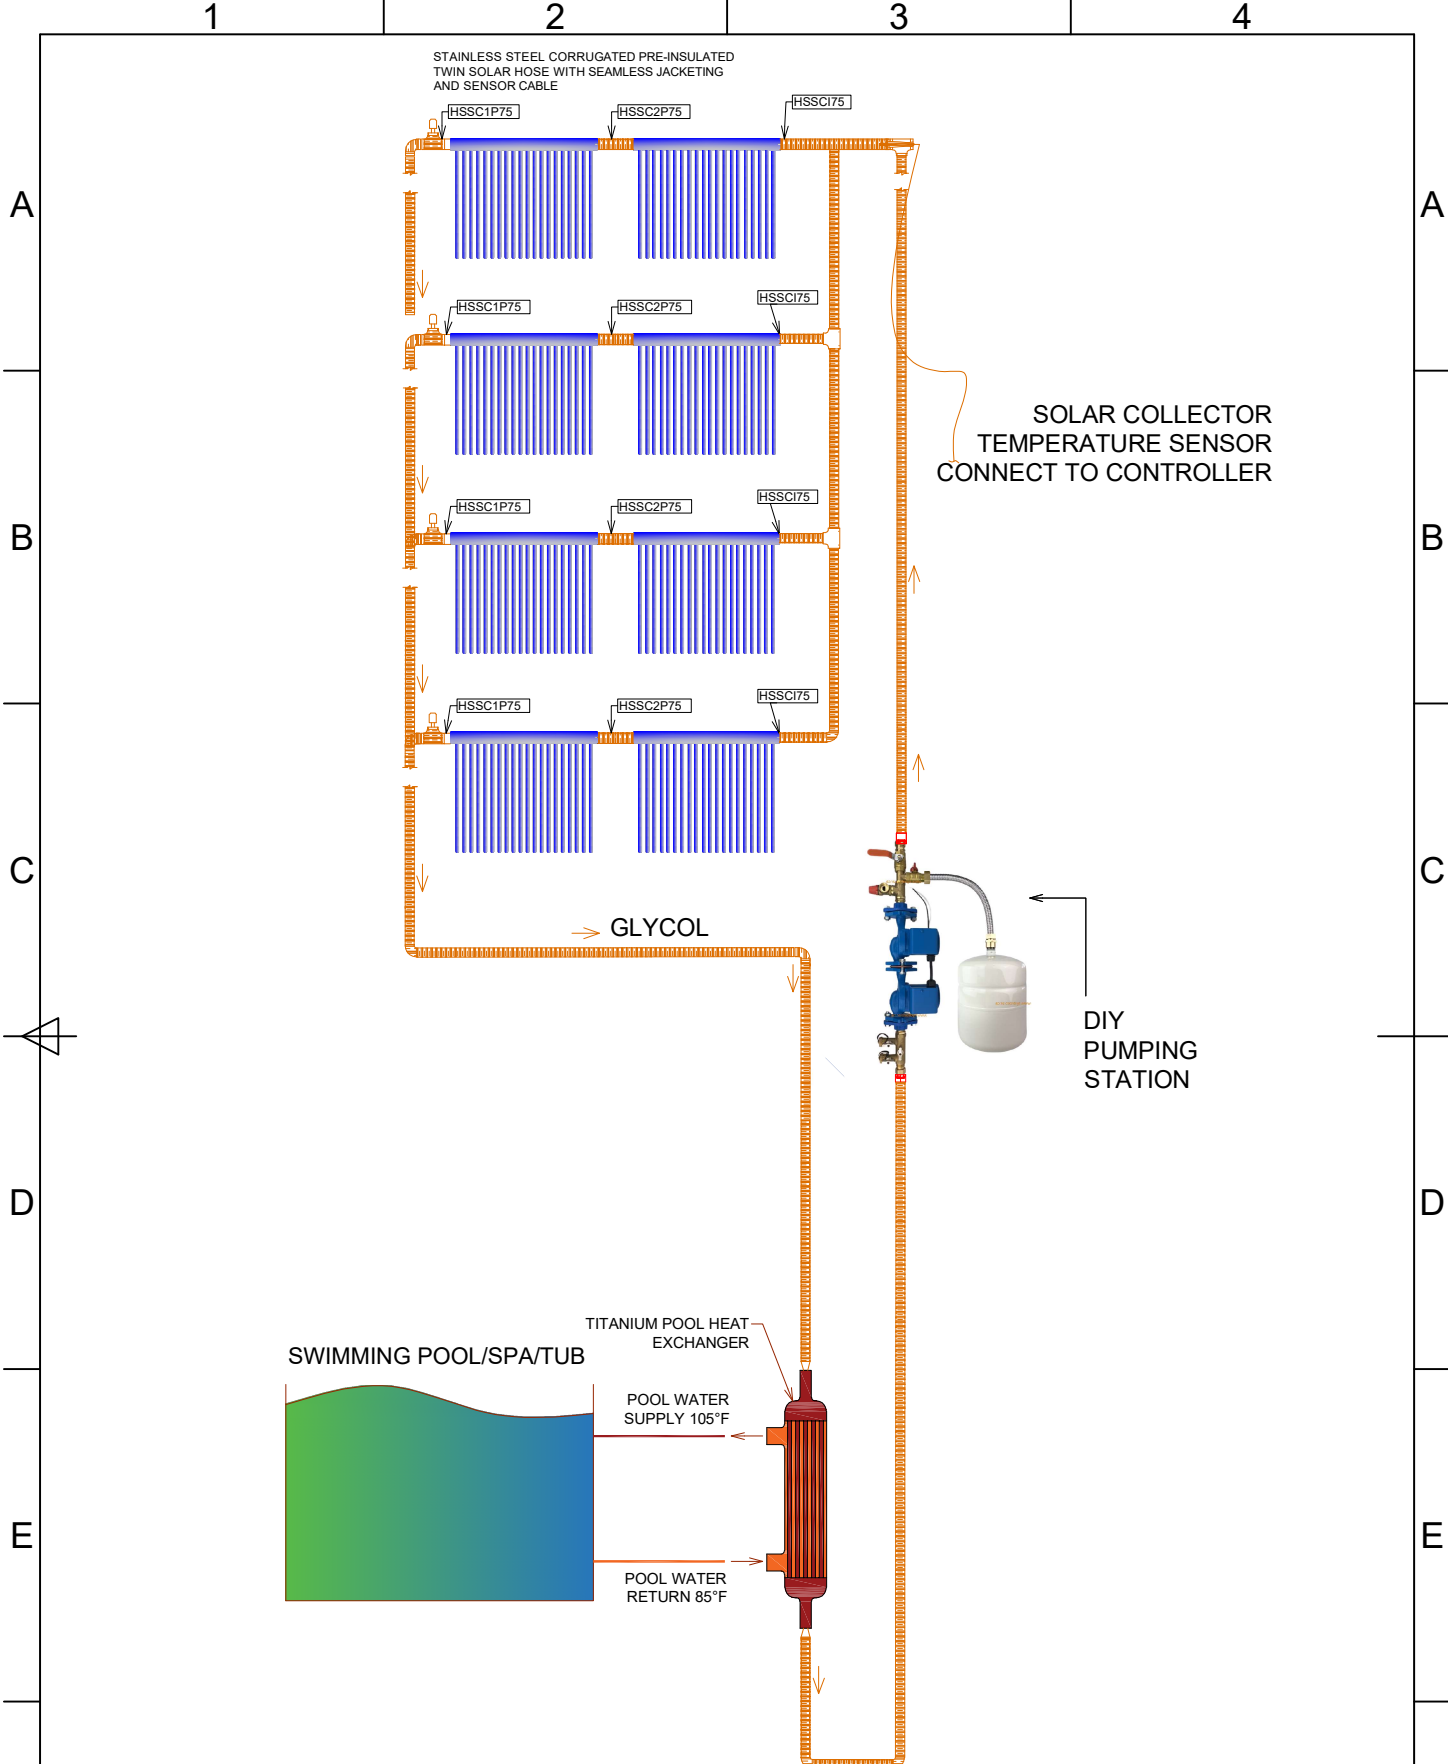 1 2 3 4
STAINLESS STEEL CORRUGATED PRE-INSULATED
TWIN SOLAR HOSE WITH SEAMLESS JACKETING
AND SENSOR CABLE
HSSC1P75 HSSC2P75 HSSCI75
A A
HSSC1P75 HSSC2P75 HSSCI75
SOLAR COLLECTOR
TEMPERATURE SENSOR
CONNECT TO CONTROLLER
HSSC1P75 HSSC2P75 HSSCI75
B B
HSSC1P75 HSSC2P75 HSSCI75
C C
GLYCOL
DIY
PUMPING
STATION
D D
TITANIUM POOL HEAT
EXCHANGER
SWIMMING POOL/SPA/TUB
POOL WATER
SUPPLY 105°F
E E
POOL WATER
RETURN 85°F